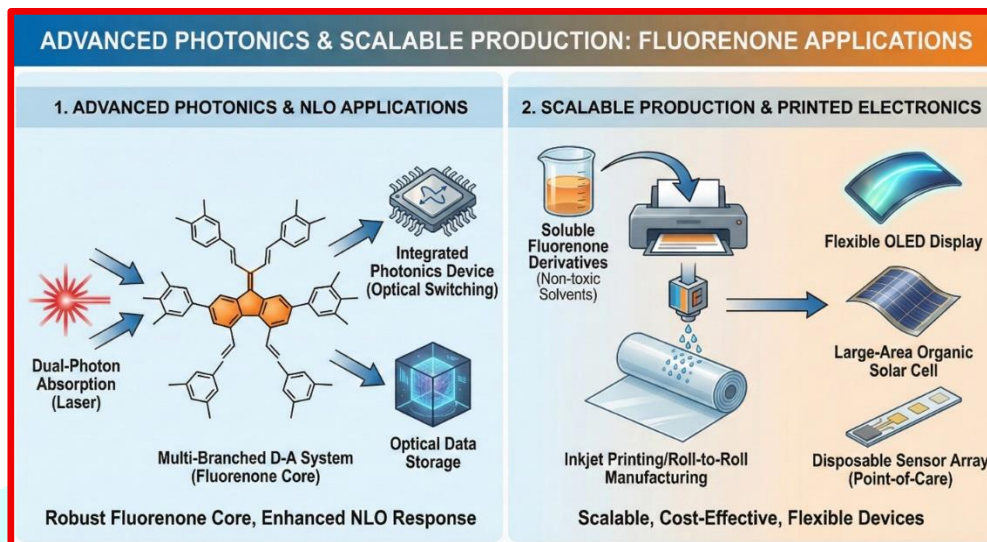 ADVANCED PHOTONICS & SCALABLE PRODUCTION: FLUORENONE APPLICATIONS
1. ADVANCED PHOTONICS & NLO APPLICATIONS
Dual-Photon
Absorption
(Laser)
Multi-Branched D-A System
(Fluorenone Core)
Integrated
Photonics Device
(Optical Switching)
Optical Data
Storage
Robust Fluorenone Core, Enhanced NLO Response
2. SCALABLE PRODUCTION & PRINTED ELECTRONICS
Soluble
Fluorenone
Derivatives
(Non-toxic
Solvents)
Inkjet Printing/Roll-to-Roll
Manufacturing
Flexible OLED Display
Large-Area Organic
Solar Cell
Disposable Sensor Array
(Point-of-Care)
Scalable, Cost-Effective, Flexible Devices